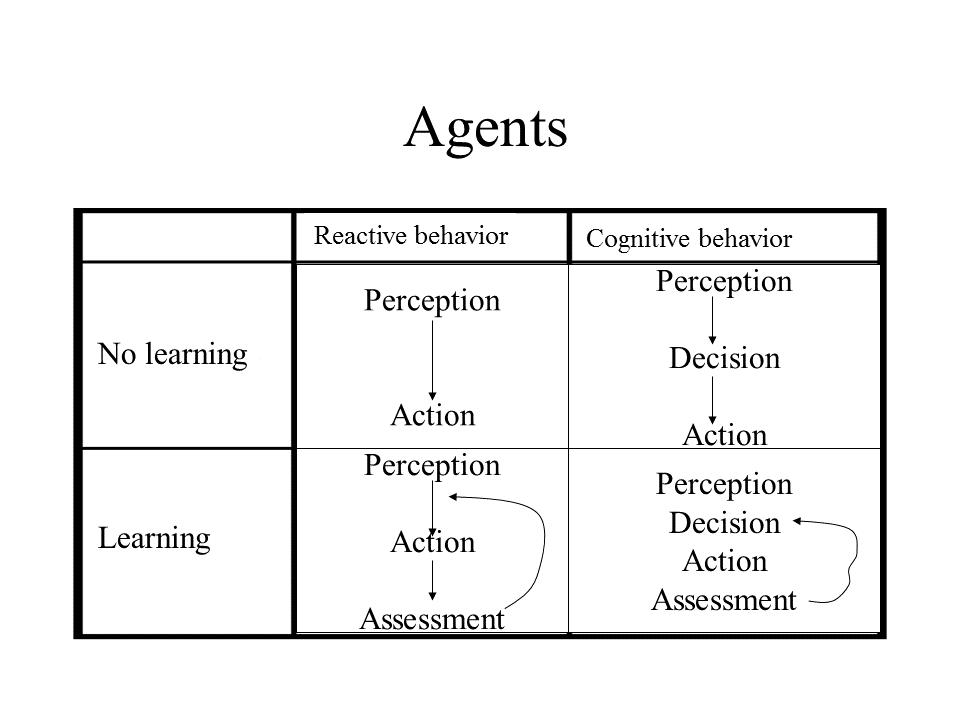 Agents
Reactive behavior
Cognitive behavior
No learning
Perception
Action
Perception
Decision
Action
Learning
Perception
Action
Assessment
Perception
Decision
Action
Assessment